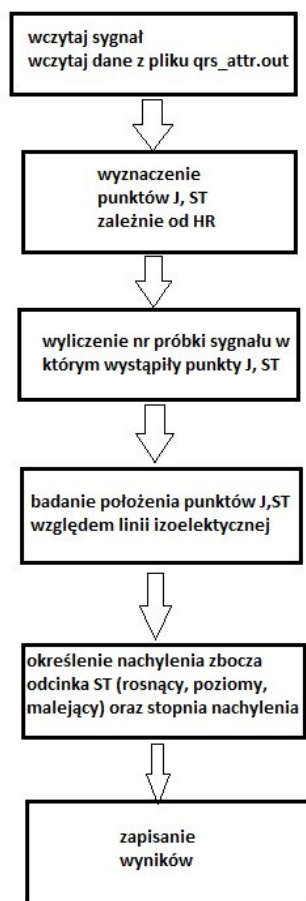 wczytaj sygnał
wczytaj dane z pliku qrs_attr.out
wyznaczenie
punktów J, ST
zależnie od HR
wyliczenie nr próbki sygnału w
którym wystąpiły punkty J, ST
badanie położenia punktów J,ST
względem linii izoelektycznej
określenie nachylenia zbocza
odcinka ST (rosnący, poziomy,
malejący) oraz stopnia nachylenia
zapisanie
wyników